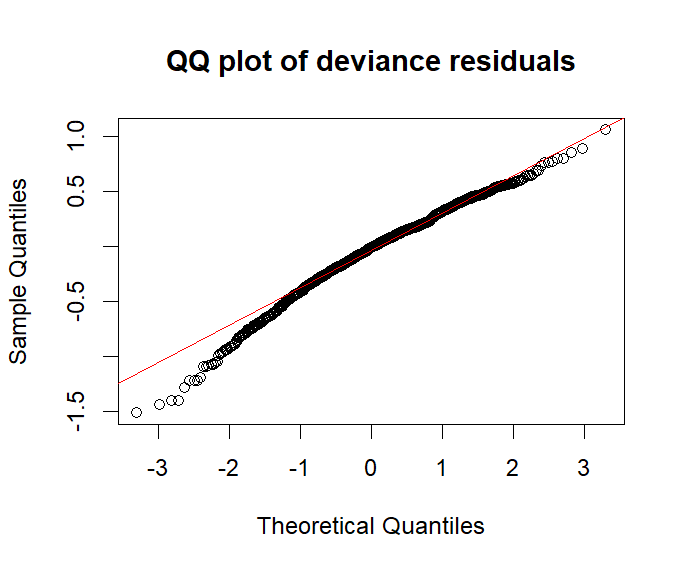 QQ plot of deviance residuals
Sample Quantiles
1.0
0.5
-0.5
-1.5
-3 -2 -1 0 1 2 3
Theoretical Quantiles